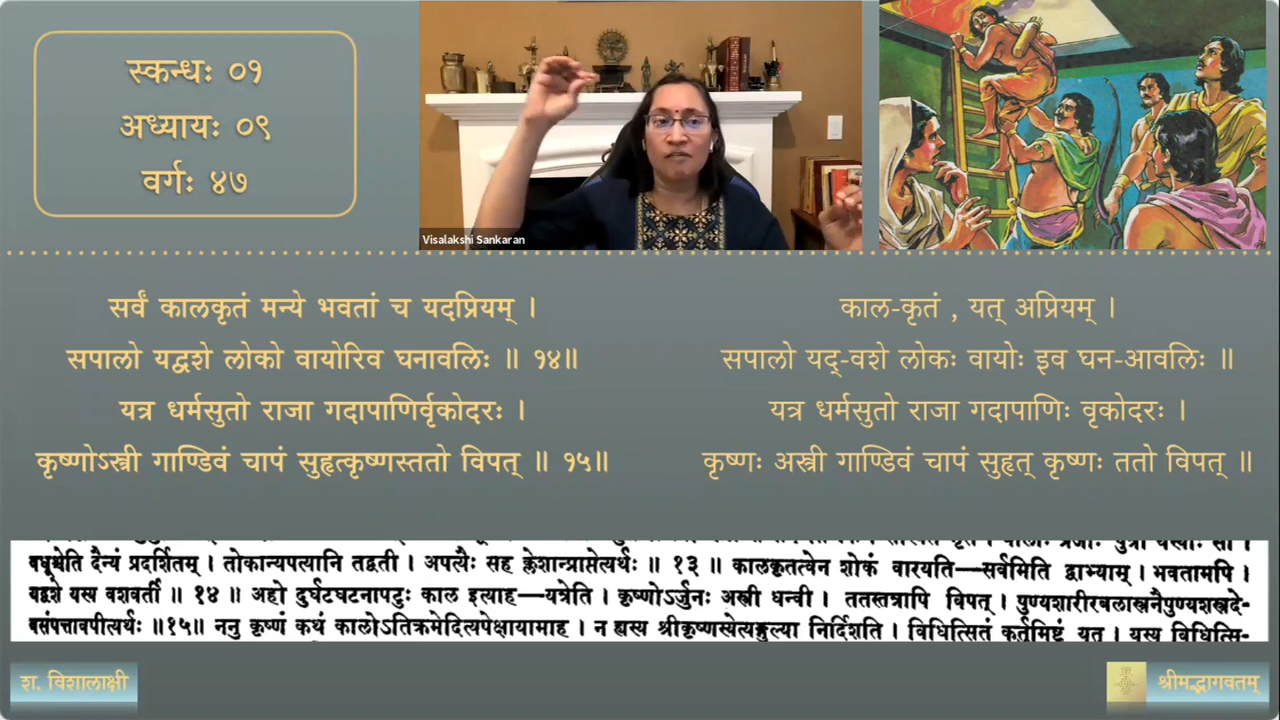 स्कन्धः ०१
अध्यायः ०९
वर्गः ४७
Visalakshi Sankaran
सर्वं कालकृतं मन्ये भवतां च यदप्रियम् ।
सपालो यद्वशे लोको वायोरिव घनावलिः ॥ १४॥
यत्र धर्मसुतो राजा गदापाणिर्वृकोदरः ।
कृष्णोऽस्त्री गाण्डिवं चापं सुहृत्कृष्णस्ततो विपत् ॥ १५॥
काल-कृतं , यत् अप्रियम् ।
सपालो यद्-वशे लोकः वायोः इव घन-आवलिः ॥
यत्र धर्मसुतो राजा गदापाणिः वृकोदरः ।
कृष्णः अस्त्री गाण्डिवं चापं सुहृत् कृष्णः ततो विपत् ॥
वधूश्चेति दैन्यं प्रदर्शितम् । तोकान्यपत्यानि तद्वती । अपत्यैः सह क्लेशान्प्राप्तेत्यर्थः ॥ १३ ॥ कालकृतत्वेन शोकं वारयति—सर्वमिति द्वाभ्याम् । भवतामपि ।
यद्वशे यस्य वशवर्ती ॥ १४ ॥ अहो दुर्घटघटनापटुः काल इत्याह—यत्रेति । कृष्णोऽर्जुनः अस्त्री धन्वी । ततस्तत्रापि विपत् । पुण्यशारीरबलास्त्रनैपुण्यशस्त्रदे-
वसंपत्तावपीत्यर्थः ॥१५॥ ननु कृष्णं कथं कालोऽतिक्रमेदित्यपेक्षायामाह । न ह्यस्य श्रीकृष्णस्येत्यङ्गुल्या निर्दिशति । विधित्सितं कर्तुमिष्टं यत् । यस्य विधित्सि-
श. विशालाक्षी
श्रीमद्भागवतम्